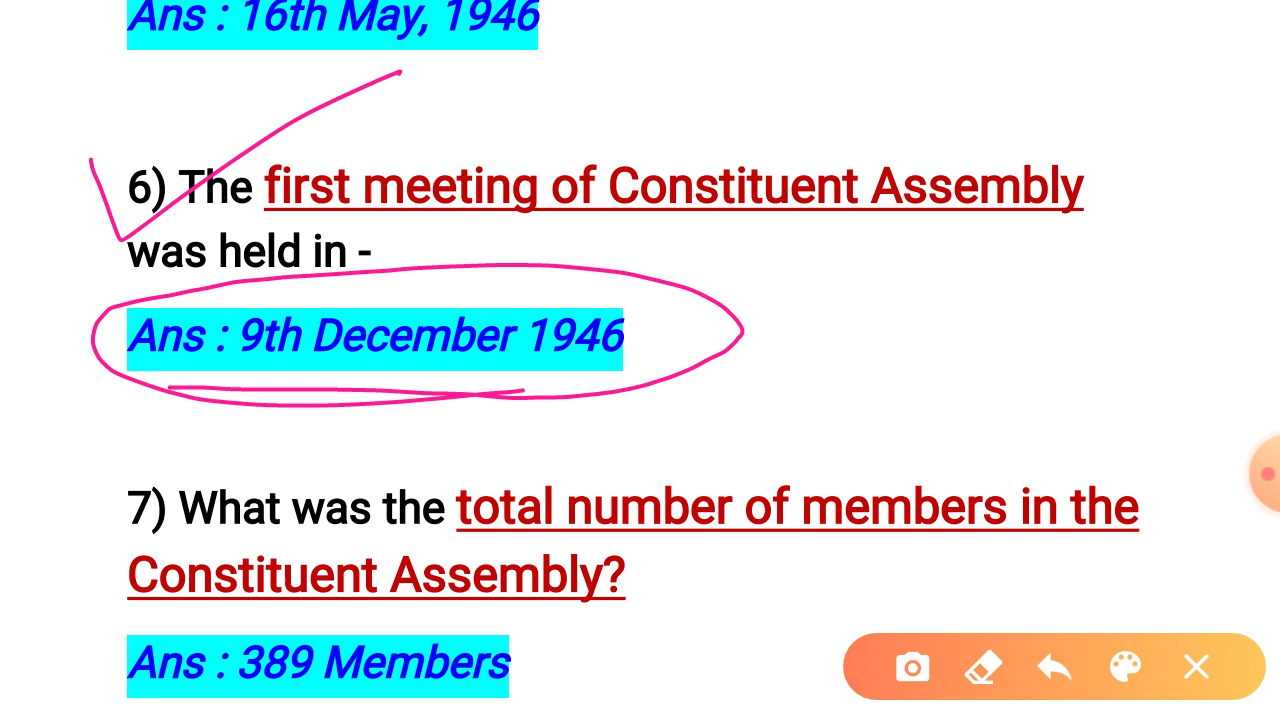 Ans : 16th May, 1946
6) The first meeting of Constituent Assembly
was held in -
Ans : 9th December 1946
7) What was the total number of members in the
Constituent Assembly?
Ans : 389 Members